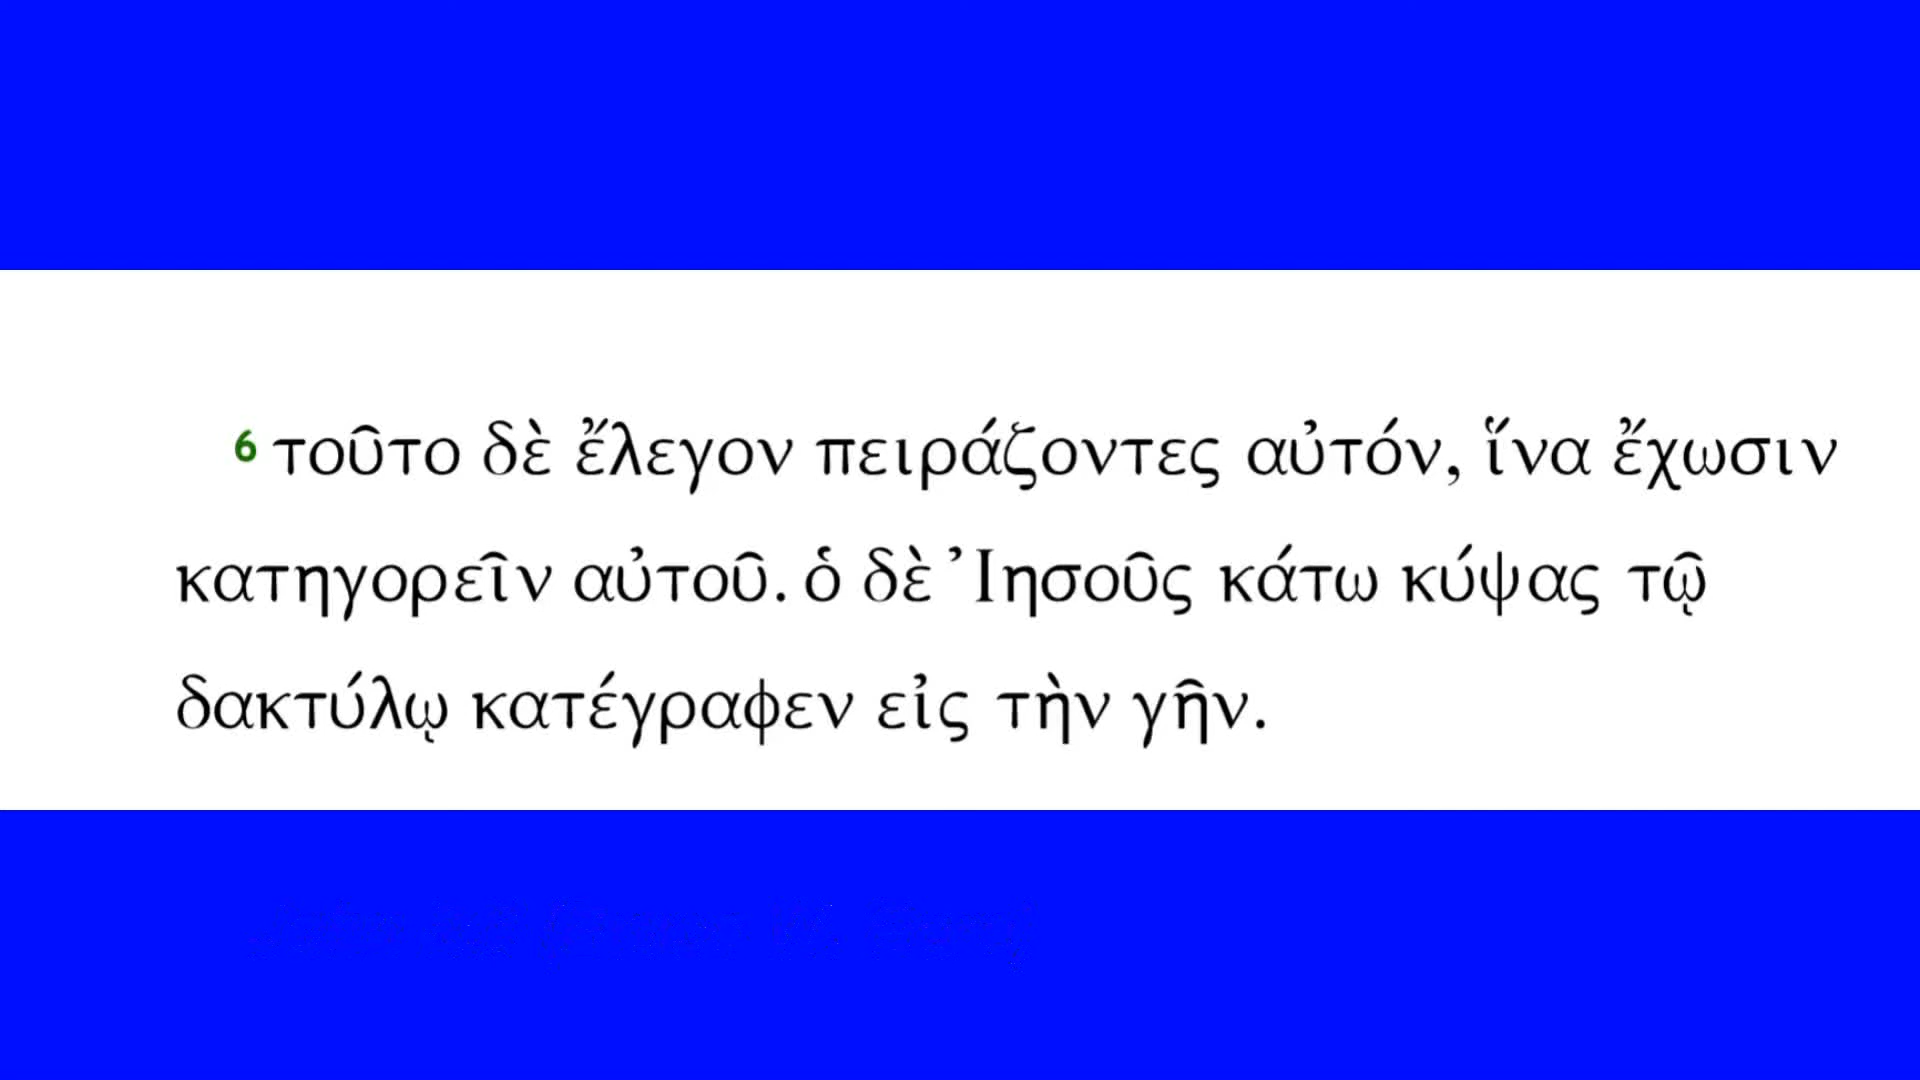 6 τοῦτο δὲ ἔλεγον πειράζοντες αὐτόν, ἵνα ἔχωσιν
κατηγορεῖν αὐτοῦ. ὁ δὲ Ἰησοῦς κάτω κύψας τῷ
δακτύλῳ κατέγραφεν εἰς τὴν γῆν.